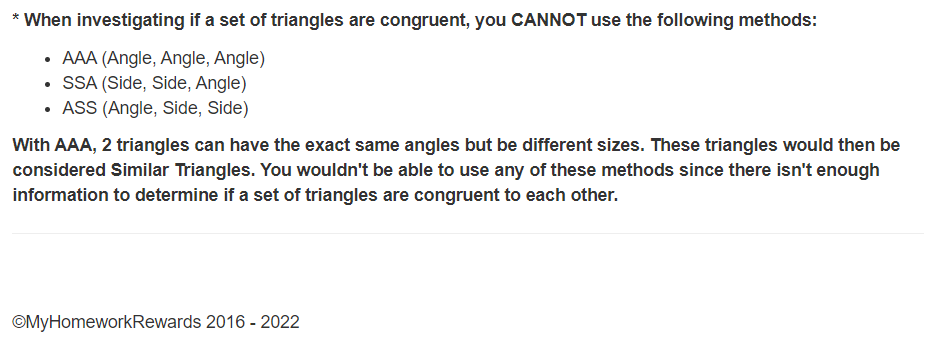 * When investigating if a set of triangles are congruent, you CANNOT use the following methods:
• AAA (Angle, Angle, Angle)
• SSA (Side, Side, Angle)
• ASS (Angle, Side, Side)
With AAA, 2 triangles can have the exact same angles but be different sizes. These triangles would then be
considered Similar Triangles. You wouldn't be able to use any of these methods since there isn't enough
information to determine if a set of triangles are congruent to each other.
©MyHomeworkRewards 2016 - 2022